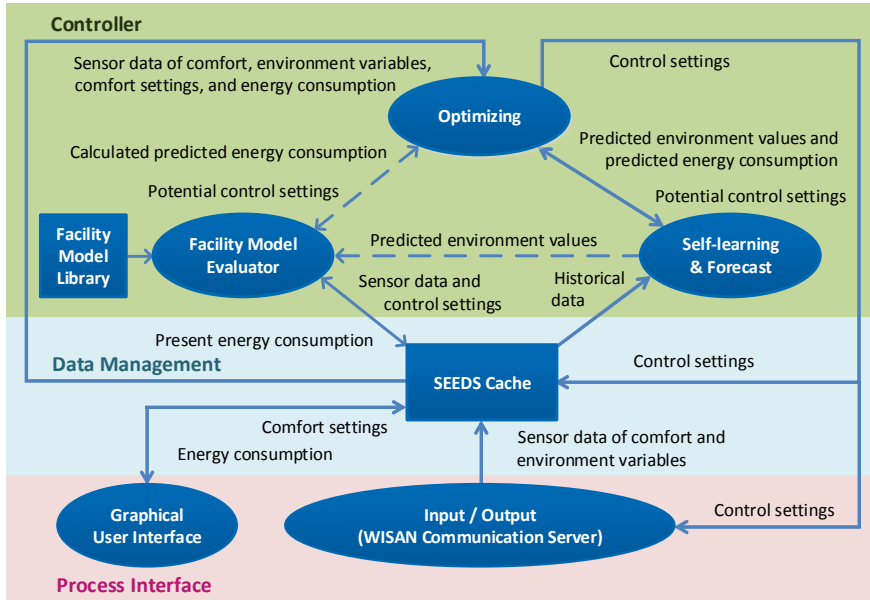 Controller
Sensor data of comfort, environment variables,
comfort settings, and energy consumption
Control settings
Optimizing
Calculated predicted energy consumption
Predicted environment values and
predicted energy consumption
Potential control settings
Potential control settings
Facility
Model
Library
Facility Model
Evaluator
Predicted environment values
Self-learning
& Forecast
Sensor data and
control settings
Historical
data
Present energy consumption
Data Management
SEEDS Cache
Control settings
Comfort settings
Energy consumption
Sensor data of comfort and
environment variables
Graphical
User Interface
Input / Output
(WISAN Communication Server)
Control settings
Process Interface